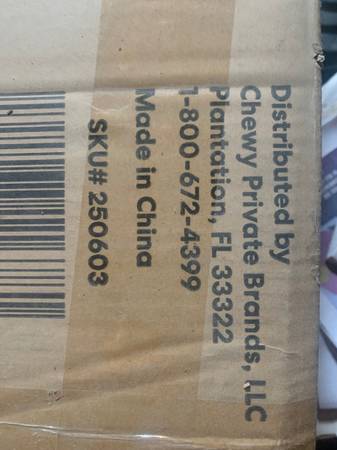 Distributed by
Chewy Private Brands, LLC
Plantation, FL 33322
1-800-672-4399
Made in China
SKU# 250603